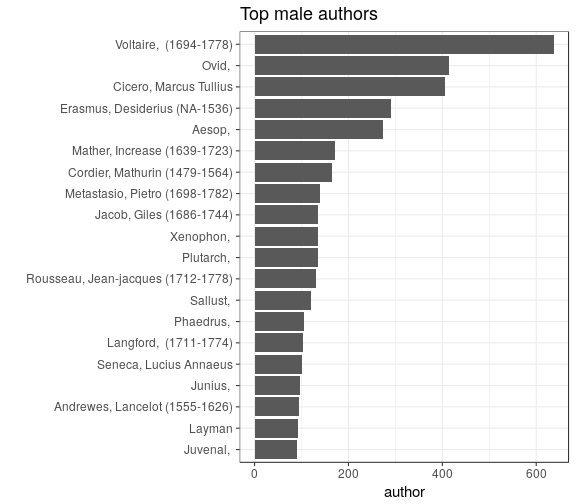 Top male authors
Voltaire,  (1694-1778)
Ovid,
Cicero, Marcus Tullius
Erasmus, Desiderius (NA-1536)
Aesop,
Mather, Increase (1639-1723)
Cordier, Mathurin (1479-1564)
Metastasio, Pietro (1698-1782)
Jacob, Giles (1686-1744)
Xenophon,
Plutarch,
Rousseau, Jean-jacques (1712-1778)
Sallust,
Phaedrus,
Langford,  (1711-1774)
Seneca, Lucius Annaeus
Junius,
Andrewes, Lancelot (1555-1626)
Layman
Juvenal,
0 200 400 600
author